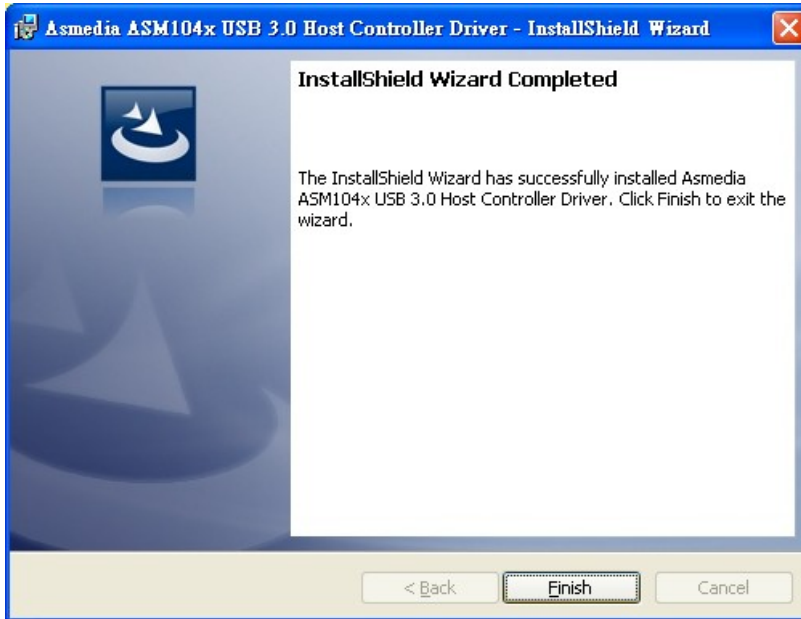 Asmedia ASM104x USB 3.0 Host Controller Driver - InstallShield Wizard
InstallShield Wizard Completed
The InstallShield Wizard has successfully installed Asmedia
ASM104x USB 3.0 Host Controller Driver. Click Finish to exit the
wizard.
< Back Finish Cancel